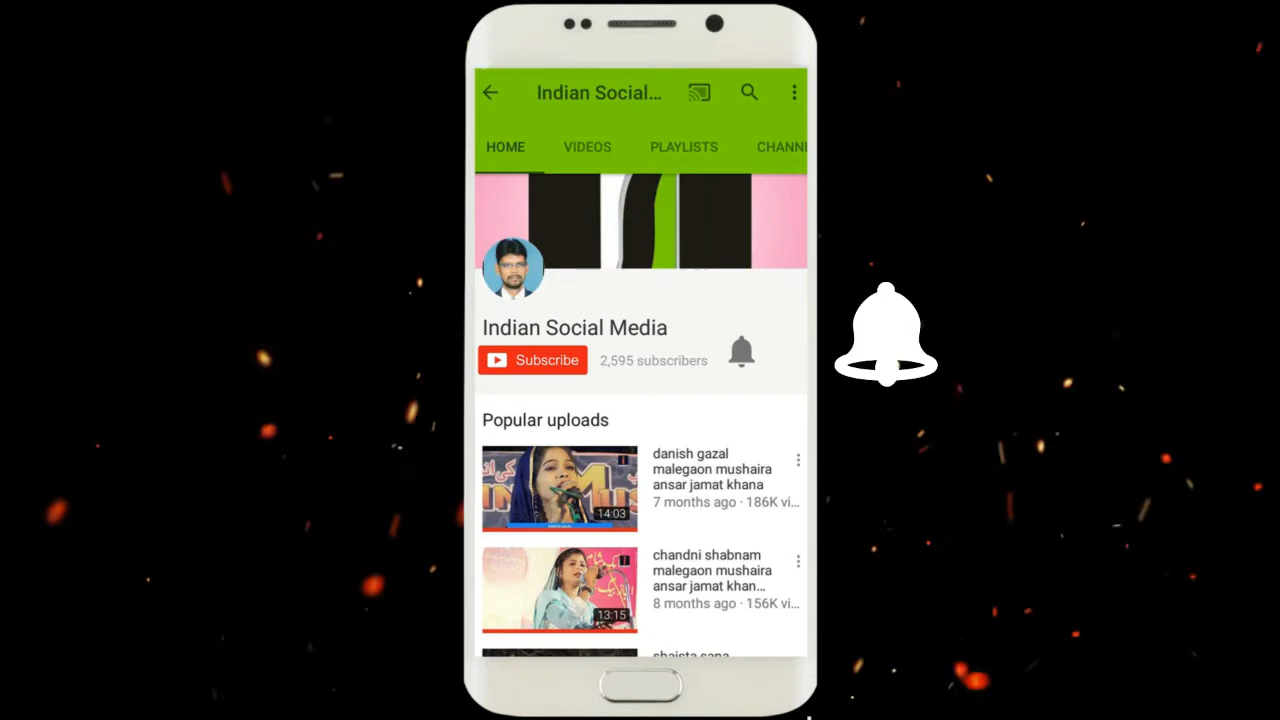 Indian Social...
HOME VIDEOS PLAYLISTS CHANNI
Indian Social Media
Subscribe 2,595 subscribers
Popular uploads
danish gazal
malegaon mushaira
ansar jamat khana
7 months ago · 186K vi...
14:03
chandni shabnam
malegaon mushaira
ansar jamat khan...
8 months ago · 156K vi...
13:15
shaista sana